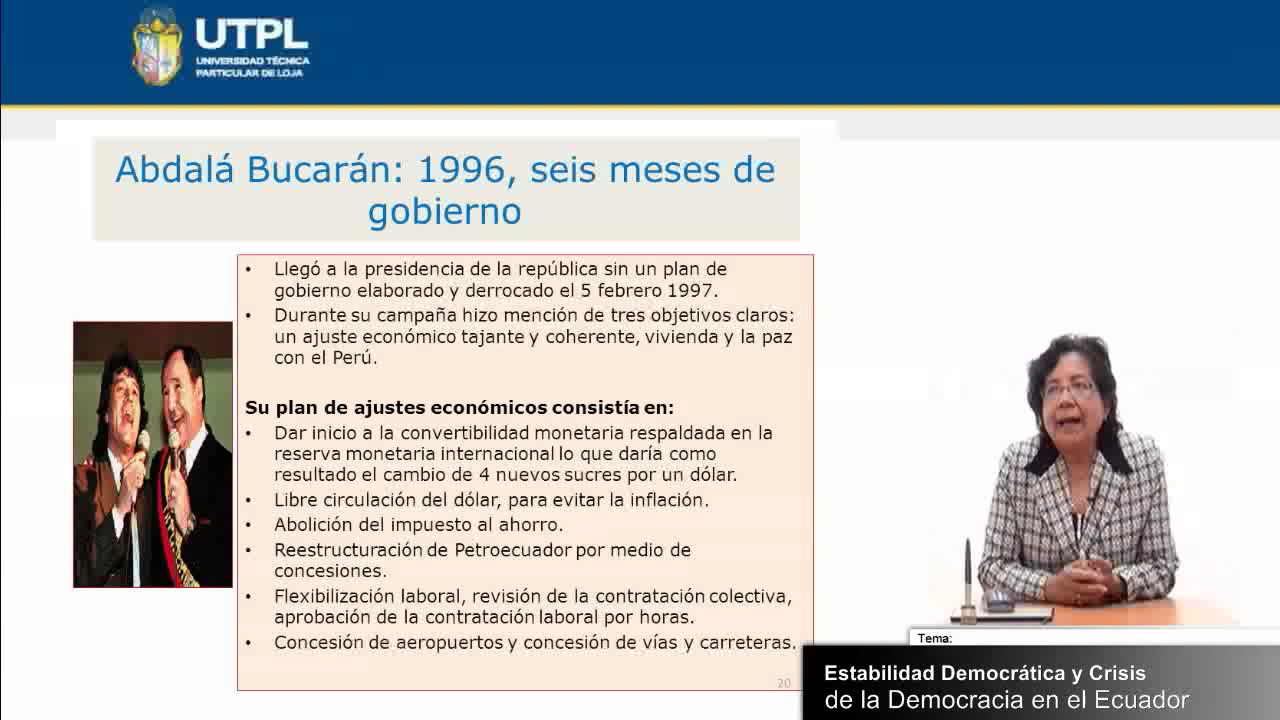 UTPL
UNIVERSIDAD TÉCNICA
PARTICULAR DE LOJA
Abdalá Bucarán: 1996, seis meses de
gobierno
• Llegó a la presidencia de la república sin un plan de
gobierno elaborado y derrocado el 5 febrero 1997.
• Durante su campaña hizo mención de tres objetivos claros:
un ajuste económico tajante y coherente, vivienda y la paz
con el Perú.
Su plan de ajustes económicos consistía en:
• Dar inicio a la convertibilidad monetaria respaldada en la
reserva monetaria internacional lo que daría como
resultado el cambio de 4 nuevos sucres por un dólar.
• Libre circulación del dólar, para evitar la inflación.
• Abolición del impuesto al ahorro.
• Reestructuración de Petroecuador por medio de
concesiones.
• Flexibilización laboral, revisión de la contratación colectiva,
aprobación de la contratación laboral por horas.
• Concesión de aeropuertos y concesión de vías y carreteras.
20
Tema:
Estabilidad Democrática y Crisis
de la Democracia en el Ecuador